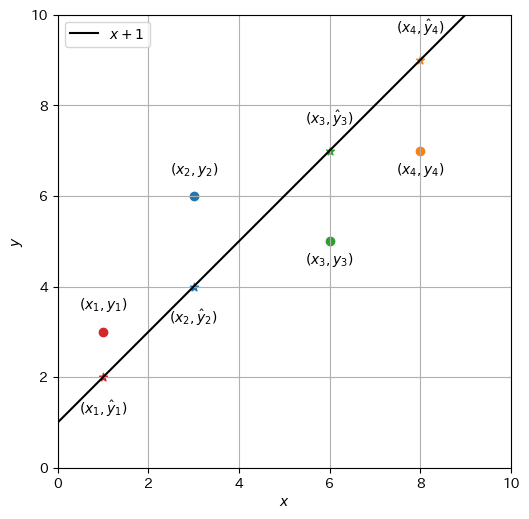 x + 1
(x₄, ŷ₄)
(x₃, ŷ₃)
(x₂, y₂)
(x₄, y₄)
(x₃, y₃)
(x₁, y₁)
(x₂, ŷ₂)
(x₁, ŷ₁)
10
8
6
4
2
0
y
0 2 4 6 8 10
x